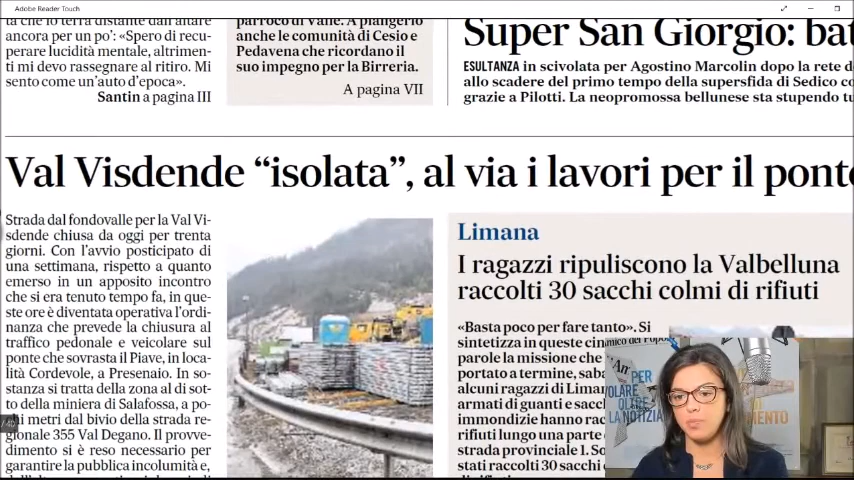 Adobe Reader Touch
ta che io terrà distante dall'altare
ancora per un po': «Spero di recu-
perare lucidità mentale, altrimen-
ti mi devo rassegnare al ritiro. Mi
sento come un'auto d'epoca».
Santin a pagina III
parroco di Valle. A piangerlo
anche le comunità di Cesio e
Pedavena che ricordano il
suo impegno per la Birreria.
A pagina VII
Super San Giorgio: bat
ESULTANZA in scivolata per Agostino Marcolin dopo la rete d
allo scadere del primo tempo della supersfida di Sedico co
grazie a Pilotti. La neopromossa bellunese sta stupendo tu
Val Visdende “isolata”, al via i lavori per il ponte
Strada dal fondovalle per la Val Vi-
sdende chiusa da oggi per trenta
giorni. Con l'avvio posticipato di
una settimana, rispetto a quanto
emerso in un apposito incontro
che si era tenuto tempo fa, in que-
ste ore è diventata operativa l'ordi-
nanza che prevede la chiusura al
traffico pedonale e veicolare sul
ponte che sovrasta il Piave, in loca-
lità Cordevole, a Presenaio. In so-
stanza si tratta della zona al di sot-
to della miniera di Salafossa, a po-
chi metri dal bivio della strada re-
gionale 355 Val Degano. Il provve-
dimento si è reso necessario per
garantire la pubblica incolumità e,
Limana
I ragazzi ripuliscono la Valbelluna
raccolti 30 sacchi colmi di rifiuti
«Basta poco per fare tanto». Si
sintetizza in queste cin
parole la missione che
portato a termine, saba
alcuni ragazzi di Limar
armati di guanti e sacc
immondizie hanno rac
rifiuti lungo una parte
strada provinciale 1. So
stati raccolti 30 sacchi
PER
VOLARE
OLTRE
LA NOTIZIA